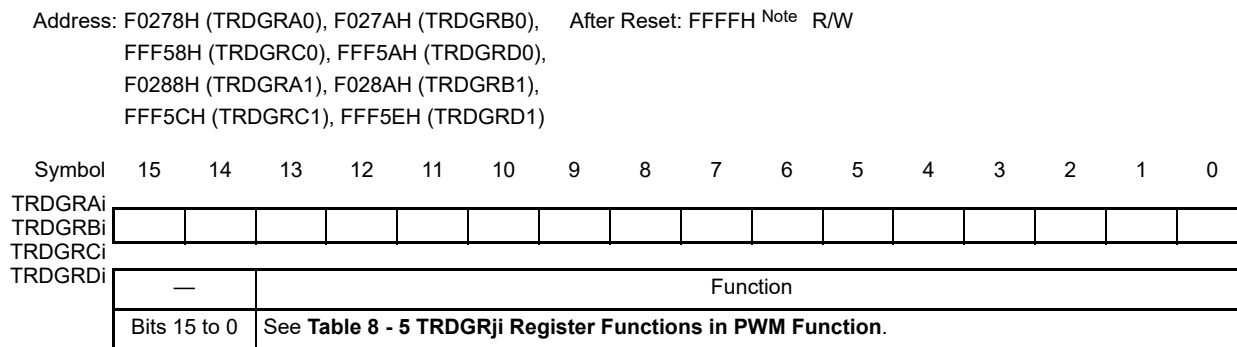 Address: F0278H (TRDGRA0), F027AH (TRDGRB0), After Reset: FFFFH Note R/W
FFF58H (TRDGRC0), FFF5AH (TRDGRD0),
F0288H (TRDGRA1), F028AH (TRDGRB1),
FFF5CH (TRDGRC1), FFF5EH (TRDGRD1)
Symbol 15 14 13 12 11 10 9 8 7 6 5 4 3 2 1 0
TRDGRAi
TRDGRBi
TRDGRCi
TRDGRDi
— Function
Bits 15 to 0 See Table 8 - 5 TRDGRji Register Functions in PWM Function.